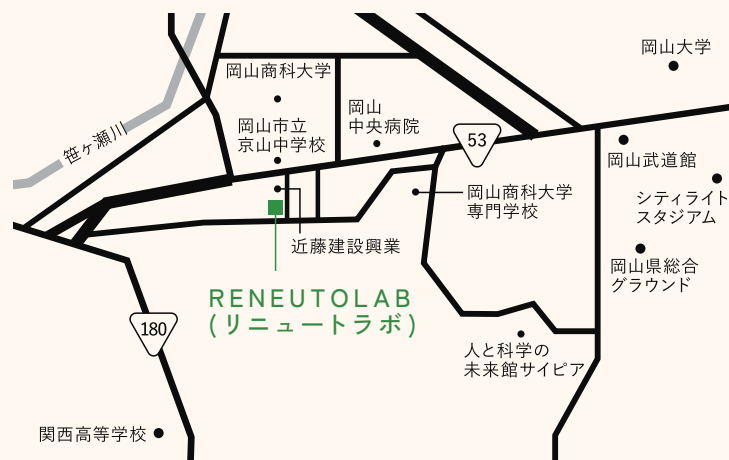 岡山大学
岡山商科大学
岡山
中央病院
岡山市立
京山中学校
笹ヶ瀬川
53
岡山武道館
岡山商科大学
専門学校
シティライト
スタジアム
近藤建設興業
岡山県総合
グラウンド
RENEUTOLAB
(リニュートラボ)
180
人と科学の
未来館サイピア
関西高等学校